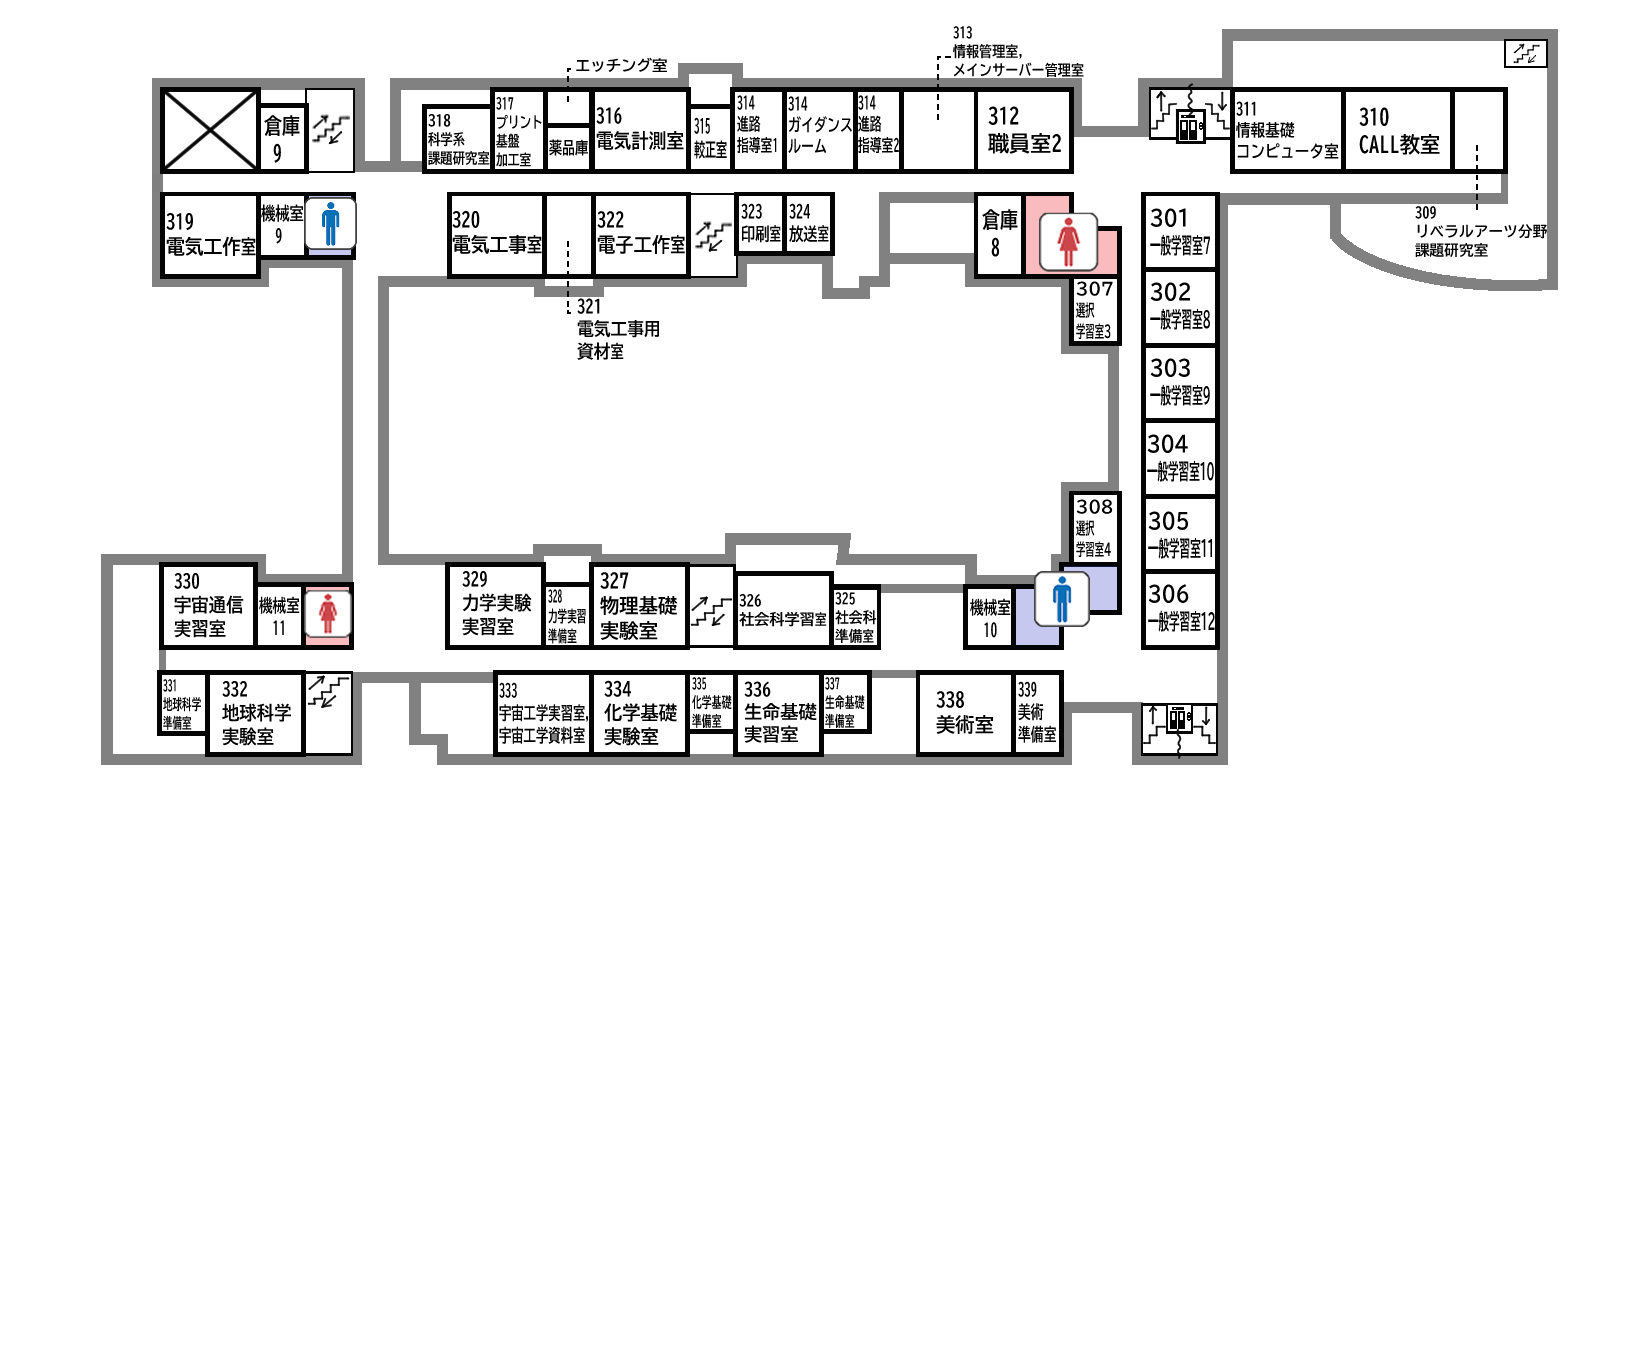 倉庫
9
318
科学系
課題研究室
317
プリント
基盤
加工室
エッチング室
薬品庫
316
電気計測室
315
較正室
314
進路
指導室1
314
ガイダンス
ルーム
314
進路
指導室2
313
情報管理室,
メインサーバー管理室
312
職員室2
311
情報基礎
コンピュータ室
310
CALL教室
309
リベラルアーツ分野
課題研究室
319
電気工作室
機械室
9
320
電気工事室
321
電気工事用
資材室
322
電子工作室
323
印刷室
324
放送室
倉庫
8
307
選択
学習室3
301
一般学習室7
302
一般学習室8
303
一般学習室9
304
一般学習室10
305
一般学習室11
306
一般学習室12
308
選択
学習室4
330
宇宙通信
実習室
機械室
11
329
力学実験
実習室
328
力学実習
準備室
327
物理基礎
実験室
326
社会科学習室
325
社会科
準備室
機械室
10
331
地球科学
準備室
332
地球科学
実験室
333
宇宙工学実習室,
宇宙工学資料室
334
化学基礎
実験室
335
化学基礎
準備室
336
生命基礎
実習室
337
生命基礎
準備室
338
美術室
339
美術
準備室